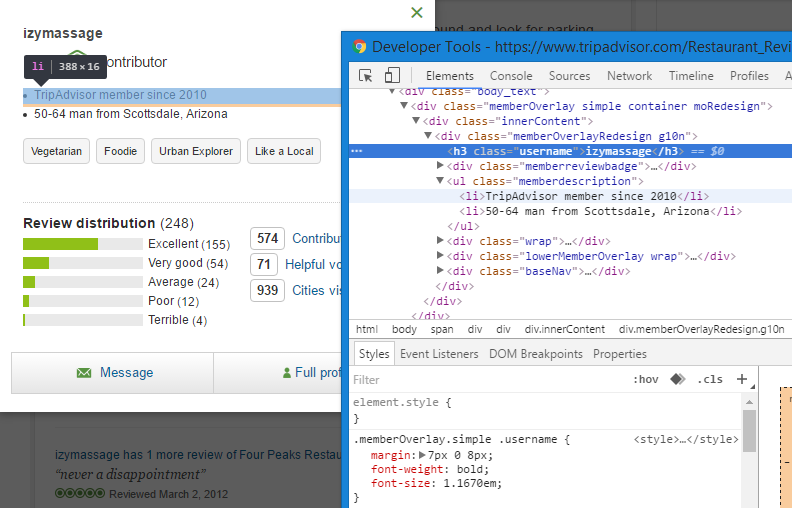 ound and look for parking
×
izymassage
ontributor
li | 388 × 16
TripAdvisor member since 2010
50-64 man from Scottsdale, Arizona
Vegetarian Foodie Urban Explorer Like a Local
Review distribution (248)
Excellent (155)
Very good (54)
Average (24)
Poor (12)
Terrible (4)
574 Contribu
71 Helpful vo
939 Cities vis
Message Full prof
izymassage has 1 more review of Four Peaks Restau
“never a disappointment”
Reviewed March 2, 2012
Developer Tools - https://www.tripadvisor.com/Restaurant_Revi
Elements Console Sources Network Timeline Profiles A
<div class="body_text">
<div class="memberOverlay simple container moRedesign">
<div class="innerContent">
<div class="memberOverlayRedesign g10n">
… <h3 class="username">izymassage</h3> == $0
<div class="memberreviewbadge">…</div>
<ul class="memberdescription">
<li>TripAdvisor member since 2010</li>
<li>50-64 man from Scottsdale, Arizona</li>
</ul>
<div class="wrap">…</div>
<div class="lowerMemberOverlay wrap">…</div>
<div class="baseNav">…</div>
</div>
</div>
</div>
html body span div div div.innerContent div.memberOverlayRedesign.g10n
Styles Event Listeners DOM Breakpoints Properties
Filter :hov .cls +
element.style {
}
.memberOverlay.simple .username { <style>…</style>
margin: 7px 0 8px;
font-weight: bold;
font-size: 1.1670em;
}